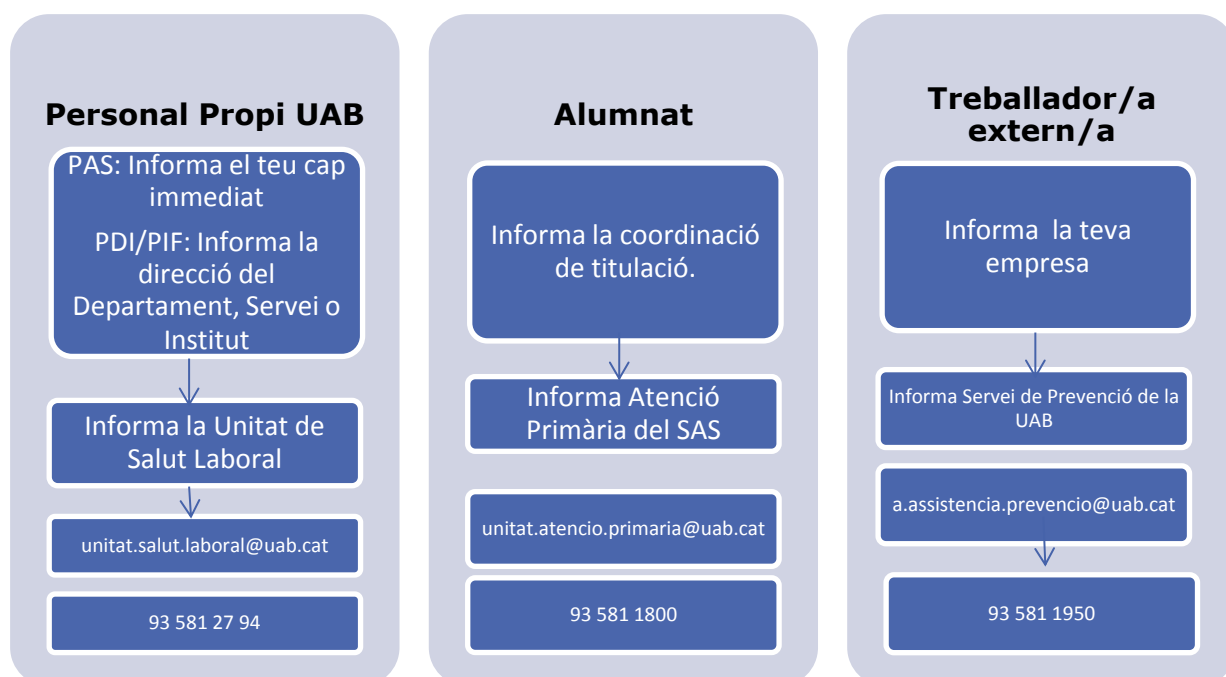 Personal Propi UAB
PAS: Informa el teu cap
immediat
PDI/PIF: Informa la
direcció del
Departament, Servei o
Institut
Informa la Unitat de
Salut Laboral
unitat.salut.laboral@uab.cat
93 581 27 94
Alumnat
Informa la coordinació
de titulació.
Informa Atenció
Primària del SAS
unitat.atencio.primaria@uab.cat
93 581 1800
Treballador/a
extern/a
Informa la teva
empresa
Informa Servei de Prevenció de la
UAB
a.assistencia.prevencio@uab.cat
93 581 1950